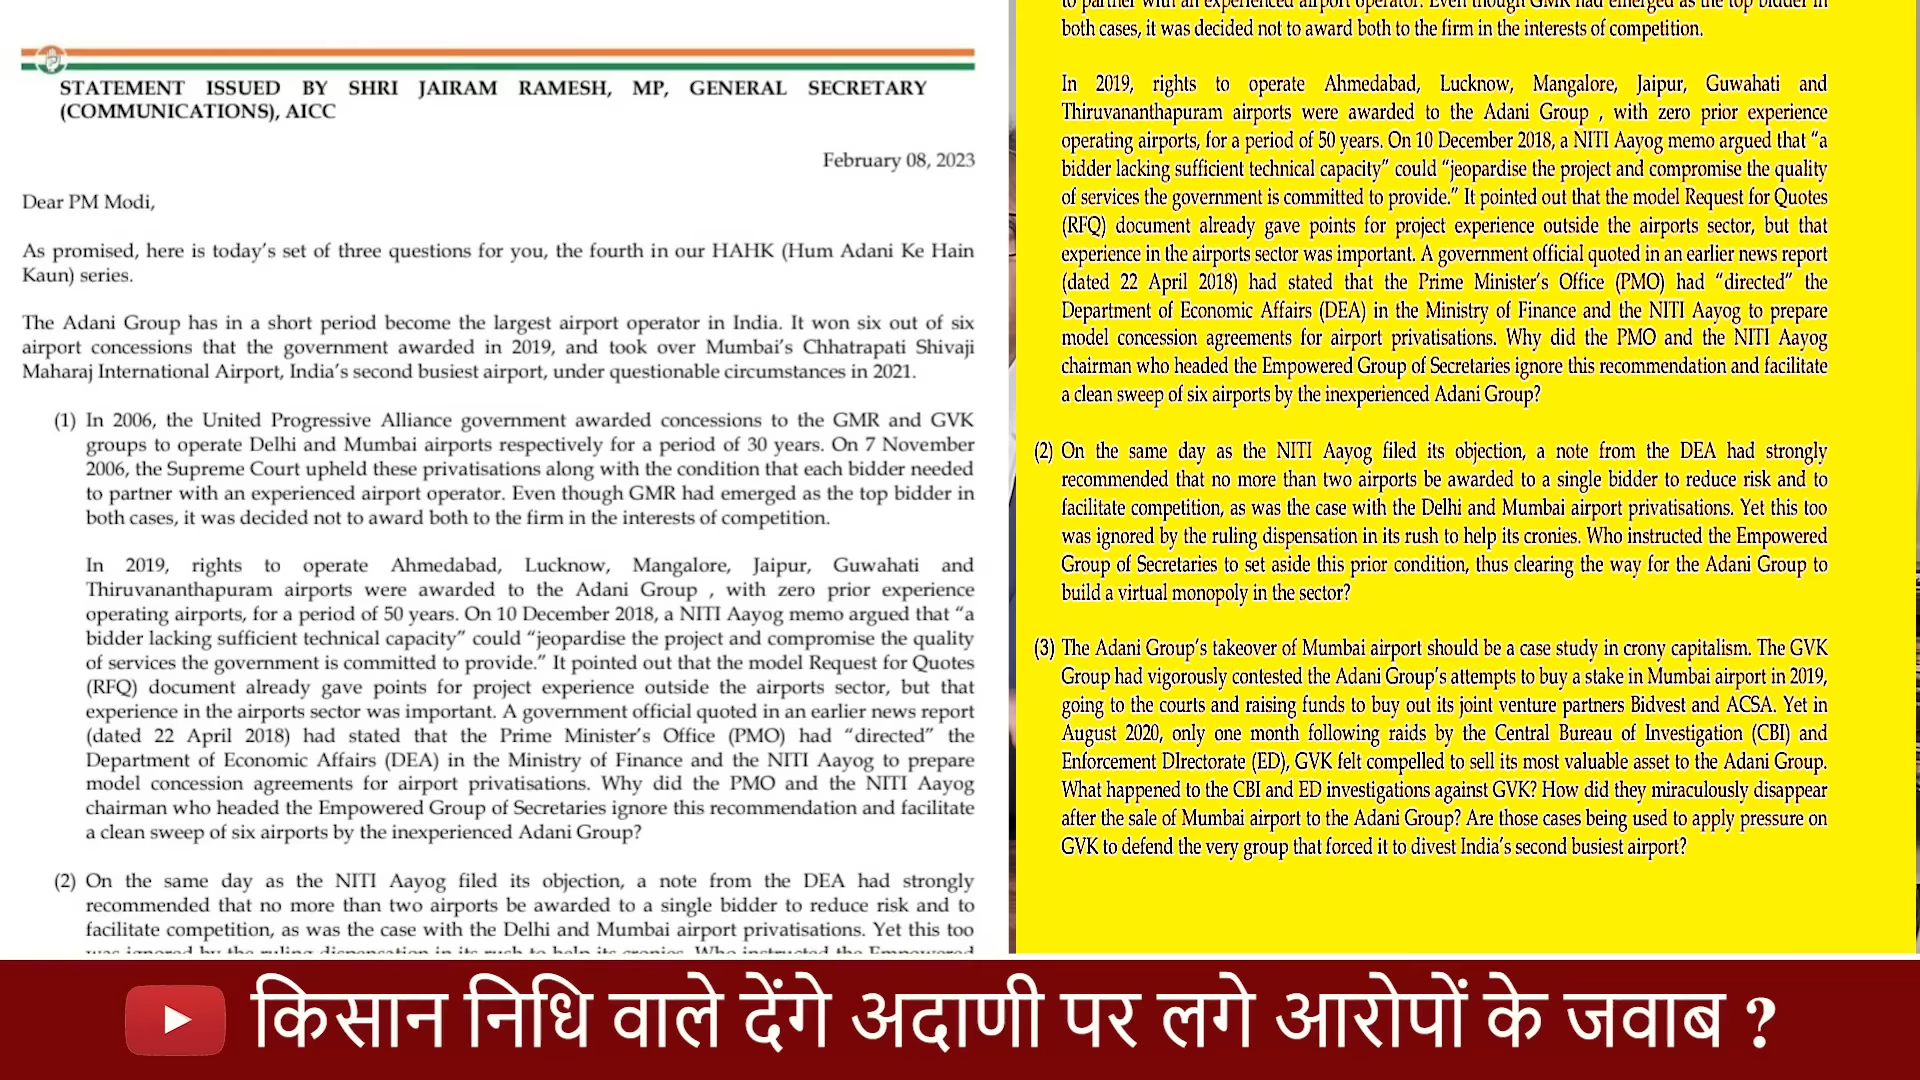 STATEMENT ISSUED BY SHRI JAIRAM RAMESH, MP, GENERAL SECRETARY
(COMMUNICATIONS), AICC
February 08, 2023
Dear PM Modi,
As promised, here is today's set of three questions for you, the fourth in our HAHK (Hum Adani Ke Hain
Kaun) series.
The Adani Group has in a short period become the largest airport operator in India. It won six out of six
airport concessions that the government awarded in 2019, and took over Mumbai's Chhatrapati Shivaji
Maharaj International Airport, India's second busiest airport, under questionable circumstances in 2021.
(1) In 2006, the United Progressive Alliance government awarded concessions to the GMR and GVK
groups to operate Delhi and Mumbai airports respectively for a period of 30 years. On 7 November
2006, the Supreme Court upheld these privatisations along with the condition that each bidder needed
to partner with an experienced airport operator. Even though GMR had emerged as the top bidder in
both cases, it was decided not to award both to the firm in the interests of competition.
In 2019, rights to operate Ahmedabad, Lucknow, Mangalore, Jaipur, Guwahati and
Thiruvananthapuram airports were awarded to the Adani Group , with zero prior experience
operating airports, for a period of 50 years. On 10 December 2018, a NITI Aayog memo argued that "a
bidder lacking sufficient technical capacity" could "jeopardise the project and compromise the quality
of services the government is committed to provide." It pointed out that the model Request for Quotes
(RFQ) document already gave points for project experience outside the airports sector, but that
experience in the airports sector was important. A government official quoted in an earlier news report
(dated 22 April 2018) had stated that the Prime Minister's Office (PMO) had "directed" the
Department of Economic Affairs (DEA) in the Ministry of Finance and the NITI Aayog to prepare
model concession agreements for airport privatisations. Why did the PMO and the NITI Aayog
chairman who headed the Empowered Group of Secretaries ignore this recommendation and facilitate
a clean sweep of six airports by the inexperienced Adani Group?
(2) On the same day as the NITI Aayog filed its objection, a note from the DEA had strongly
recommended that no more than two airports be awarded to a single bidder to reduce risk and to
facilitate competition, as was the case with the Delhi and Mumbai airport privatisations. Yet this too
was ignored by the ruling dispensation in its rush to help its cronies. Who instructed the Empowered
to partner with an experienced airport operator. Even though GMR had emerged as the top bidder in
both cases, it was decided not to award both to the firm in the interests of competition.
In 2019, rights to operate Ahmedabad, Lucknow, Mangalore, Jaipur, Guwahati and
Thiruvananthapuram airports were awarded to the Adani Group , with zero prior experience
operating airports, for a period of 50 years. On 10 December 2018, a NITI Aayog memo argued that "a
bidder lacking sufficient technical capacity" could "jeopardise the project and compromise the quality
of services the government is committed to provide." It pointed out that the model Request for Quotes
(RFQ) document already gave points for project experience outside the airports sector, but that
experience in the airports sector was important. A government official quoted in an earlier news report
(dated 22 April 2018) had stated that the Prime Minister's Office (PMO) had "directed" the
Department of Economic Affairs (DEA) in the Ministry of Finance and the NITI Aayog to prepare
model concession agreements for airport privatisations. Why did the PMO and the NITI Aayog
chairman who headed the Empowered Group of Secretaries ignore this recommendation and facilitate
a clean sweep of six airports by the inexperienced Adani Group?
(2) On the same day as the NITI Aayog filed its objection, a note from the DEA had strongly
recommended that no more than two airports be awarded to a single bidder to reduce risk and to
facilitate competition, as was the case with the Delhi and Mumbai airport privatisations. Yet this too
was ignored by the ruling dispensation in its rush to help its cronies. Who instructed the Empowered
Group of Secretaries to set aside this prior condition, thus clearing the way for the Adani Group to
build a virtual monopoly in the sector?
(3) The Adani Group's takeover of Mumbai airport should be a case study in crony capitalism. The GVK
Group had vigorously contested the Adani Group's attempts to buy a stake in Mumbai airport in 2019,
going to the courts and raising funds to buy out its joint venture partners Bidvest and ACSA. Yet in
August 2020, only one month following raids by the Central Bureau of Investigation (CBI) and
Enforcement DIrectorate (ED), GVK felt compelled to sell its most valuable asset to the Adani Group.
What happened to the CBI and ED investigations against GVK? How did they miraculously disappear
after the sale of Mumbai airport to the Adani Group? Are those cases being used to apply pressure on
GVK to defend the very group that forced it to divest India's second busiest airport?
किसान निधि वाले देंगे अदाणी पर लगे आरोपों के जवाब ?